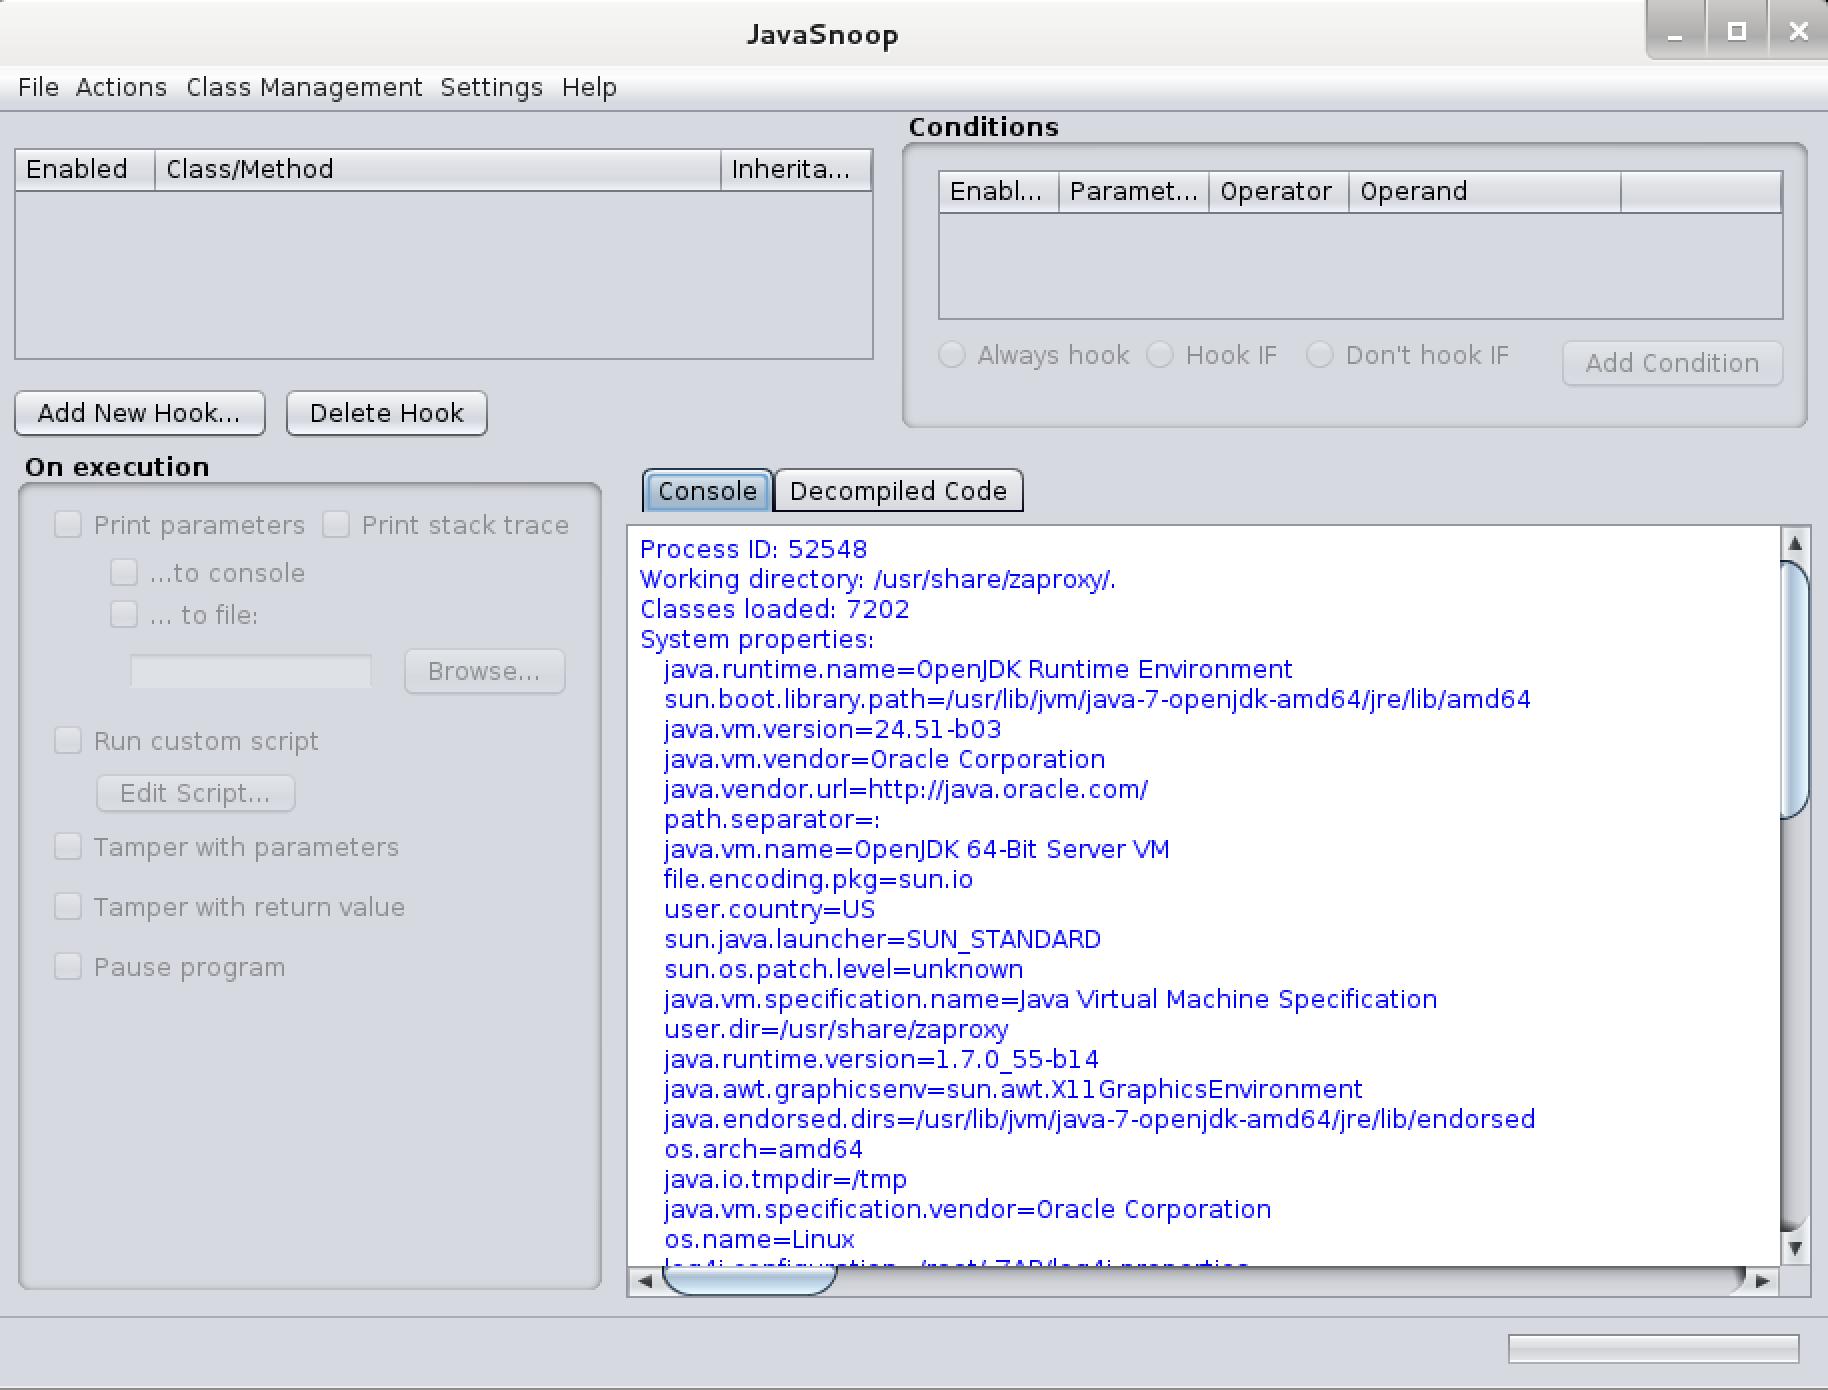 JavaSnoop
File Actions Class Management Settings Help
Enabled Class/Method Inherita...
Conditions
Enabl... Paramet... Operator Operand
Always hook Hook IF Don't hook IF Add Condition
Add New Hook... Delete Hook
On execution
Print parameters Print stack trace
...to console
... to file:
Browse...
Run custom script
Edit Script...
Tamper with parameters
Tamper with return value
Pause program
Console Decompiled Code
Process ID: 52548
Working directory: /usr/share/zaproxy/.
Classes loaded: 7202
System properties:
java.runtime.name=OpenJDK Runtime Environment
sun.boot.library.path=/usr/lib/jvm/java-7-openjdk-amd64/jre/lib/amd64
java.vm.version=24.51-b03
java.vm.vendor=Oracle Corporation
java.vendor.url=http://java.oracle.com/
path.separator=:
java.vm.name=OpenJDK 64-Bit Server VM
file.encoding.pkg=sun.io
user.country=US
sun.java.launcher=SUN_STANDARD
sun.os.patch.level=unknown
java.vm.specification.name=Java Virtual Machine Specification
user.dir=/usr/share/zaproxy
java.runtime.version=1.7.0_55-b14
java.awt.graphicsenv=sun.awt.X11GraphicsEnvironment
java.endorsed.dirs=/usr/lib/jvm/java-7-openjdk-amd64/jre/lib/endorsed
os.arch=amd64
java.io.tmpdir=/tmp
java.vm.specification.vendor=Oracle Corporation
os.name=Linux